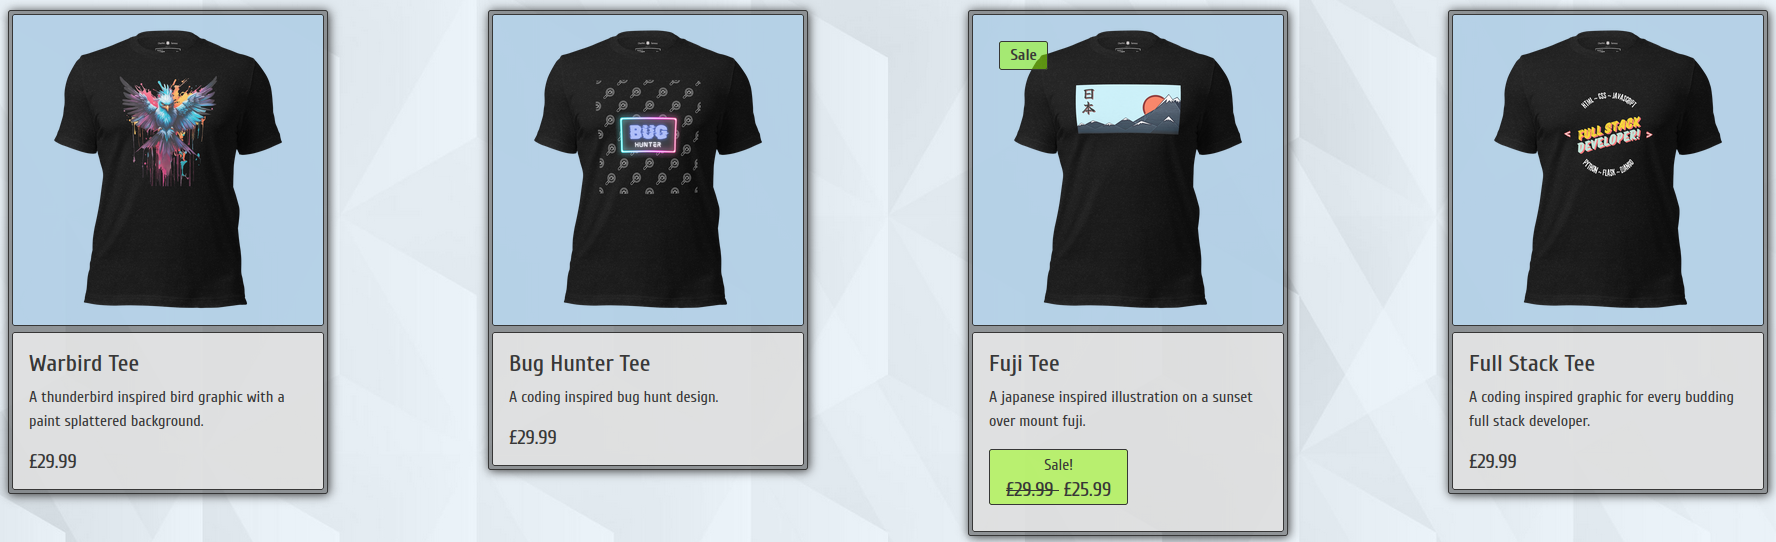 BUG
HUNTER
Sale
日
本
HTML ~ CSS ~ JAVASCRIPT
< FULL STACK >
DEVELOPER!
PYTHON ~ FLASK ~ DJANGO
Warbird Tee
A thunderbird inspired bird graphic with a
paint splattered background.
£29.99
Bug Hunter Tee
A coding inspired bug hunt design.
£29.99
Fuji Tee
A japanese inspired illustration on a sunset
over mount fuji.
Sale!
£29.99 £25.99
Full Stack Tee
A coding inspired graphic for every budding
full stack developer.
£29.99